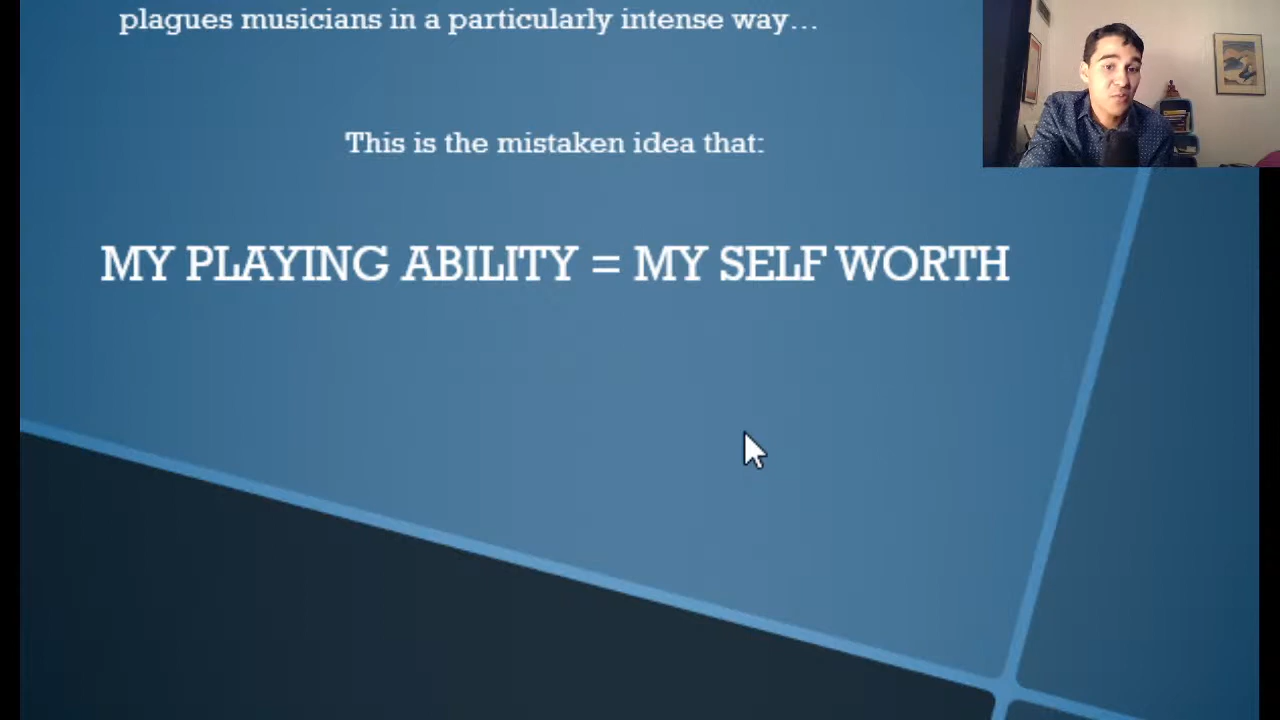 plagues musicians in a particularly intense way…
This is the mistaken idea that:
MY PLAYING ABILITY = MY SELF WORTH